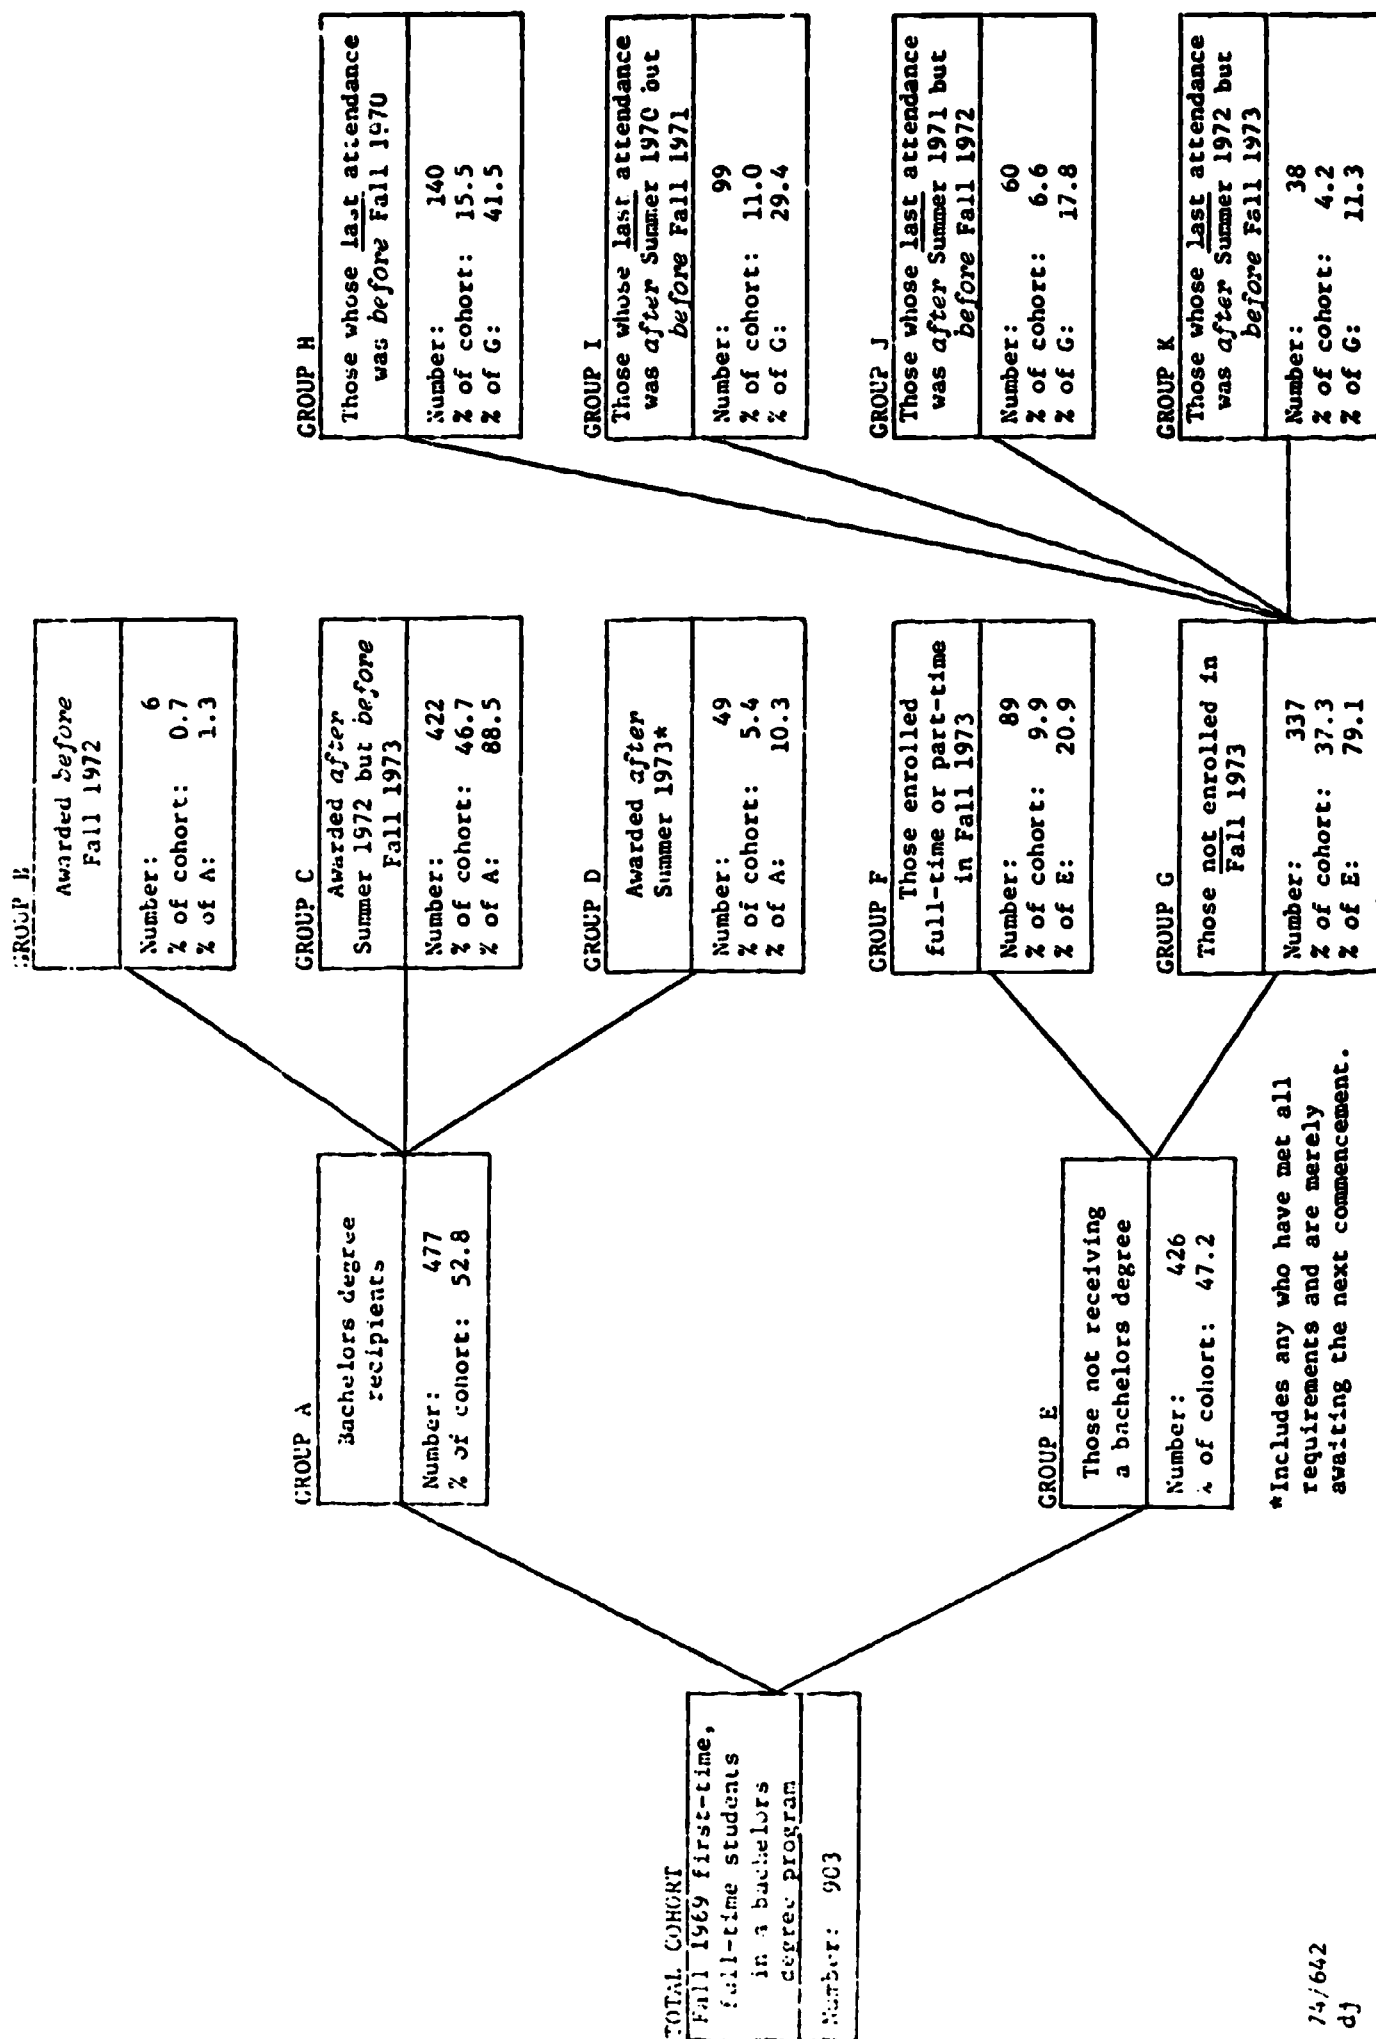 TOTAL COHORT
Fall 1969 first-time,
full-time students
in a bachelors
degree program
Number: 903
GROUP A
Bachelors degree
recipients
Number: 477
% of cohort: 52.8
GROUP E
Those not receiving
a bachelors degree
Number: 426
% of cohort: 47.2
*Includes any who have met all
requirements and are merely
awaiting the next commencement.
GROUP B
Awarded before
Fall 1972
Number: 6
% of cohort: 0.7
% of A: 1.3
GROUP C
Awarded after
Summer 1972 but before
Fall 1973
Number: 422
% of cohort: 46.7
% of A: 88.5
GROUP D
Awarded after
Summer 1973*
Number: 49
% of cohort: 5.4
% of A: 10.3
GROUP F
Those enrolled
full-time or part-time
in Fall 1973
Number: 89
% of cohort: 9.9
% of E: 20.9
GROUP G
Those not enrolled in
Fall 1973
Number: 337
% of cohort: 37.3
% of E: 79.1
GROUP H
Those whose last attendance
was before Fall 1970
Number: 140
% of cohort: 15.5
% of G: 41.5
GROUP I
Those whose last attendance
was after Summer 1970 but
before Fall 1971
Number: 99
% of cohort: 11.0
% of G: 29.4
GROUP J
Those whose last attendance
was after Summer 1971 but
before Fall 1972
Number: 60
% of cohort: 6.6
% of G: 17.8
GROUP K
Those whose last attendance
was after Summer 1972 but
before Fall 1973
Number: 38
% of cohort: 4.2
% of G: 11.3
74/642
dj